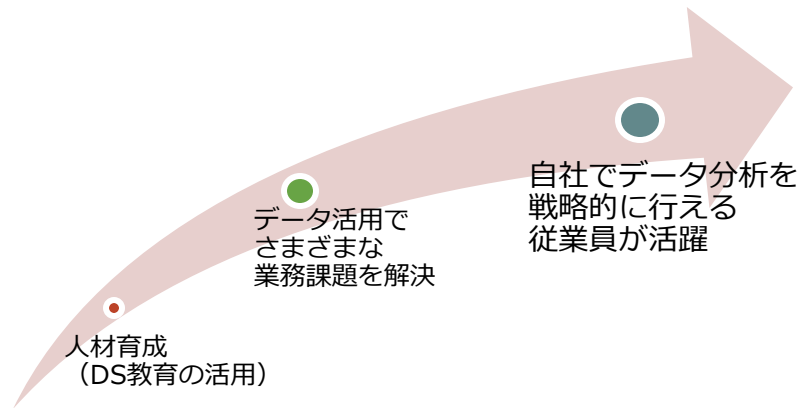 自社でデータ分析を
戦略的に行える
従業員が活躍
データ活用で
さまざまな
業務課題を解決
人材育成
（DS教育の活用）